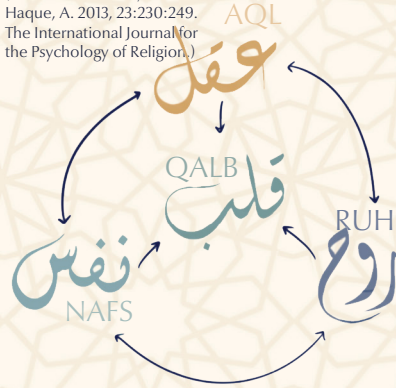 Haque, A. 2013, 23:230:249.
The International Journal for
the Psychology of Religion.)
AQL
عقل
QALB
قلب
RUH
روح
نفس
NAFS